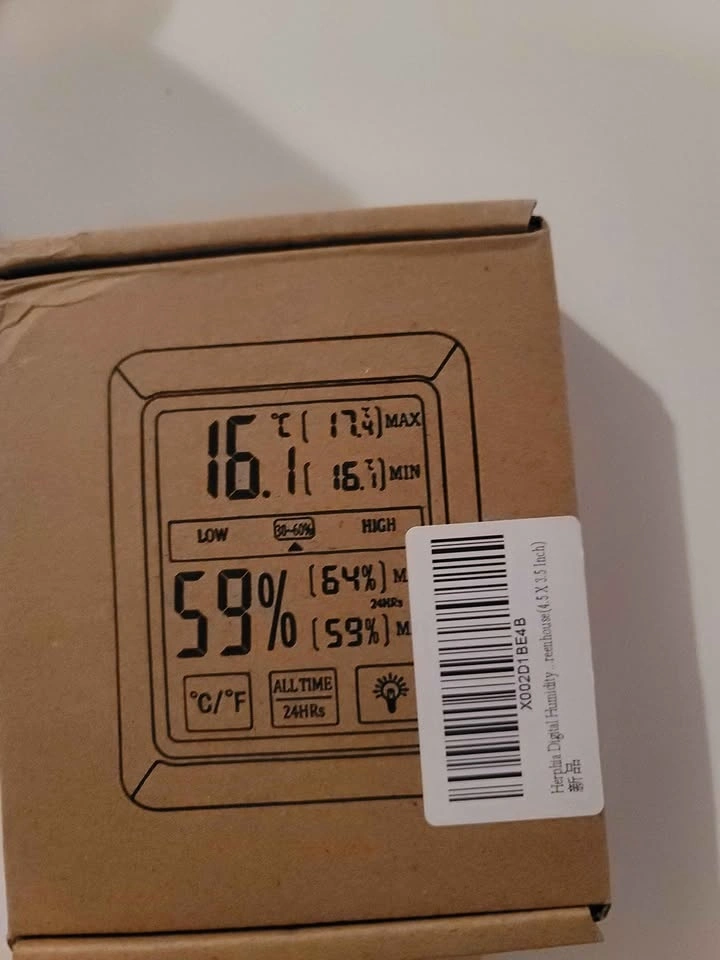 16.1 ℃ (17.4℃) MAX
(16.1℃) MIN
LOW 30~60% HIGH
59% (64%) M
24HRs
(59%) M
°C/°F
ALL TIME
24HRs
X002D1BE4B
Herphia Digital Humiidity ...reenhouse(4.5 X 3.5 Inch)
新品